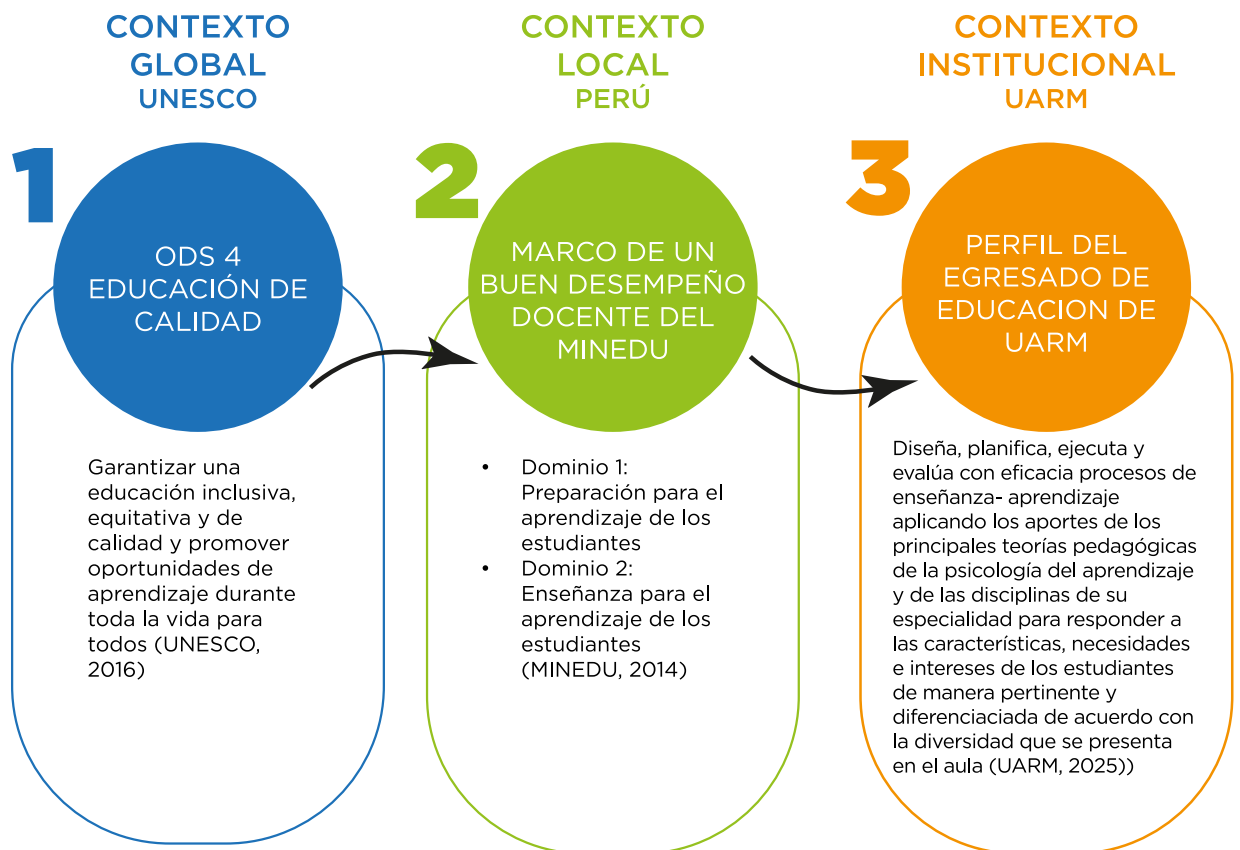 CONTEXTO
GLOBAL
UNESCO
1
ODS 4
EDUCACIÓN DE
CALIDAD
Garantizar una
educación inclusiva,
equitativa y de
calidad y promover
oportunidades de
aprendizaje durante
toda la vida para
todos (UNESCO,
2016)
CONTEXTO
LOCAL
PERÚ
2
MARCO DE UN
BUEN DESEMPEÑO
DOCENTE DEL
MINEDU
• Dominio 1:
Preparación para el
aprendizaje de los
estudiantes
• Dominio 2:
Enseñanza para el
aprendizaje de los
estudiantes
(MINEDU, 2014)
CONTEXTO
INSTITUCIONAL
UARM
3
PERFIL DEL
EGRESADO DE
EDUCACION DE
UARM
Diseña, planifica, ejecuta y
evalúa con eficacia procesos de
enseñanza- aprendizaje
aplicando los aportes de los
principales teorías pedagógicas
de la psicología del aprendizaje
y de las disciplinas de su
especialidad para responder a
las características, necesidades
e intereses de los estudiantes
de manera pertinente y
diferenciaciada de acuerdo con
la diversidad que se presenta
en el aula (UARM, 2025))